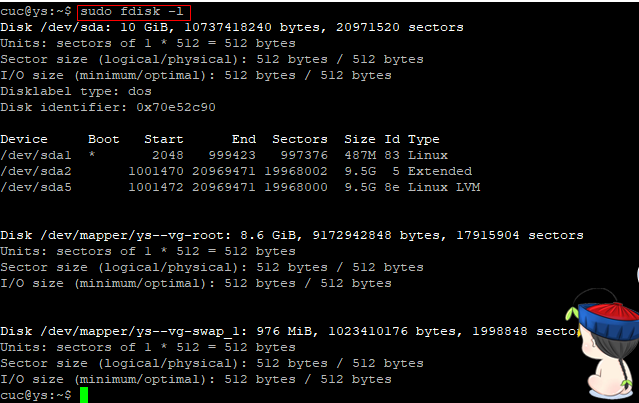 cuc@ys:~$ sudo fdisk -l
Disk /dev/sda: 10 GiB, 10737418240 bytes, 20971520 sectors
Units: sectors of 1 * 512 = 512 bytes
Sector size (logical/physical): 512 bytes / 512 bytes
I/O size (minimum/optimal): 512 bytes / 512 bytes
Disklabel type: dos
Disk identifier: 0x70e52c90
Device     Boot   Start      End  Sectors  Size Id Type
/dev/sda1  *       2048   999423   997376  487M 83 Linux
/dev/sda2       1001470 20969471 19968002  9.5G  5 Extended
/dev/sda5       1001472 20969471 19968000  9.5G 8e Linux LVM
Disk /dev/mapper/ys--vg-root: 8.6 GiB, 9172942848 bytes, 17915904 sectors
Units: sectors of 1 * 512 = 512 bytes
Sector size (logical/physical): 512 bytes / 512 bytes
I/O size (minimum/optimal): 512 bytes / 512 bytes
Disk /dev/mapper/ys--vg-swap_1: 976 MiB, 1023410176 bytes, 1998848 secto
Units: sectors of 1 * 512 = 512 bytes
Sector size (logical/physical): 512 bytes / 512 bytes
I/O size (minimum/optimal): 512 bytes / 512 bytes
cuc@ys:~$